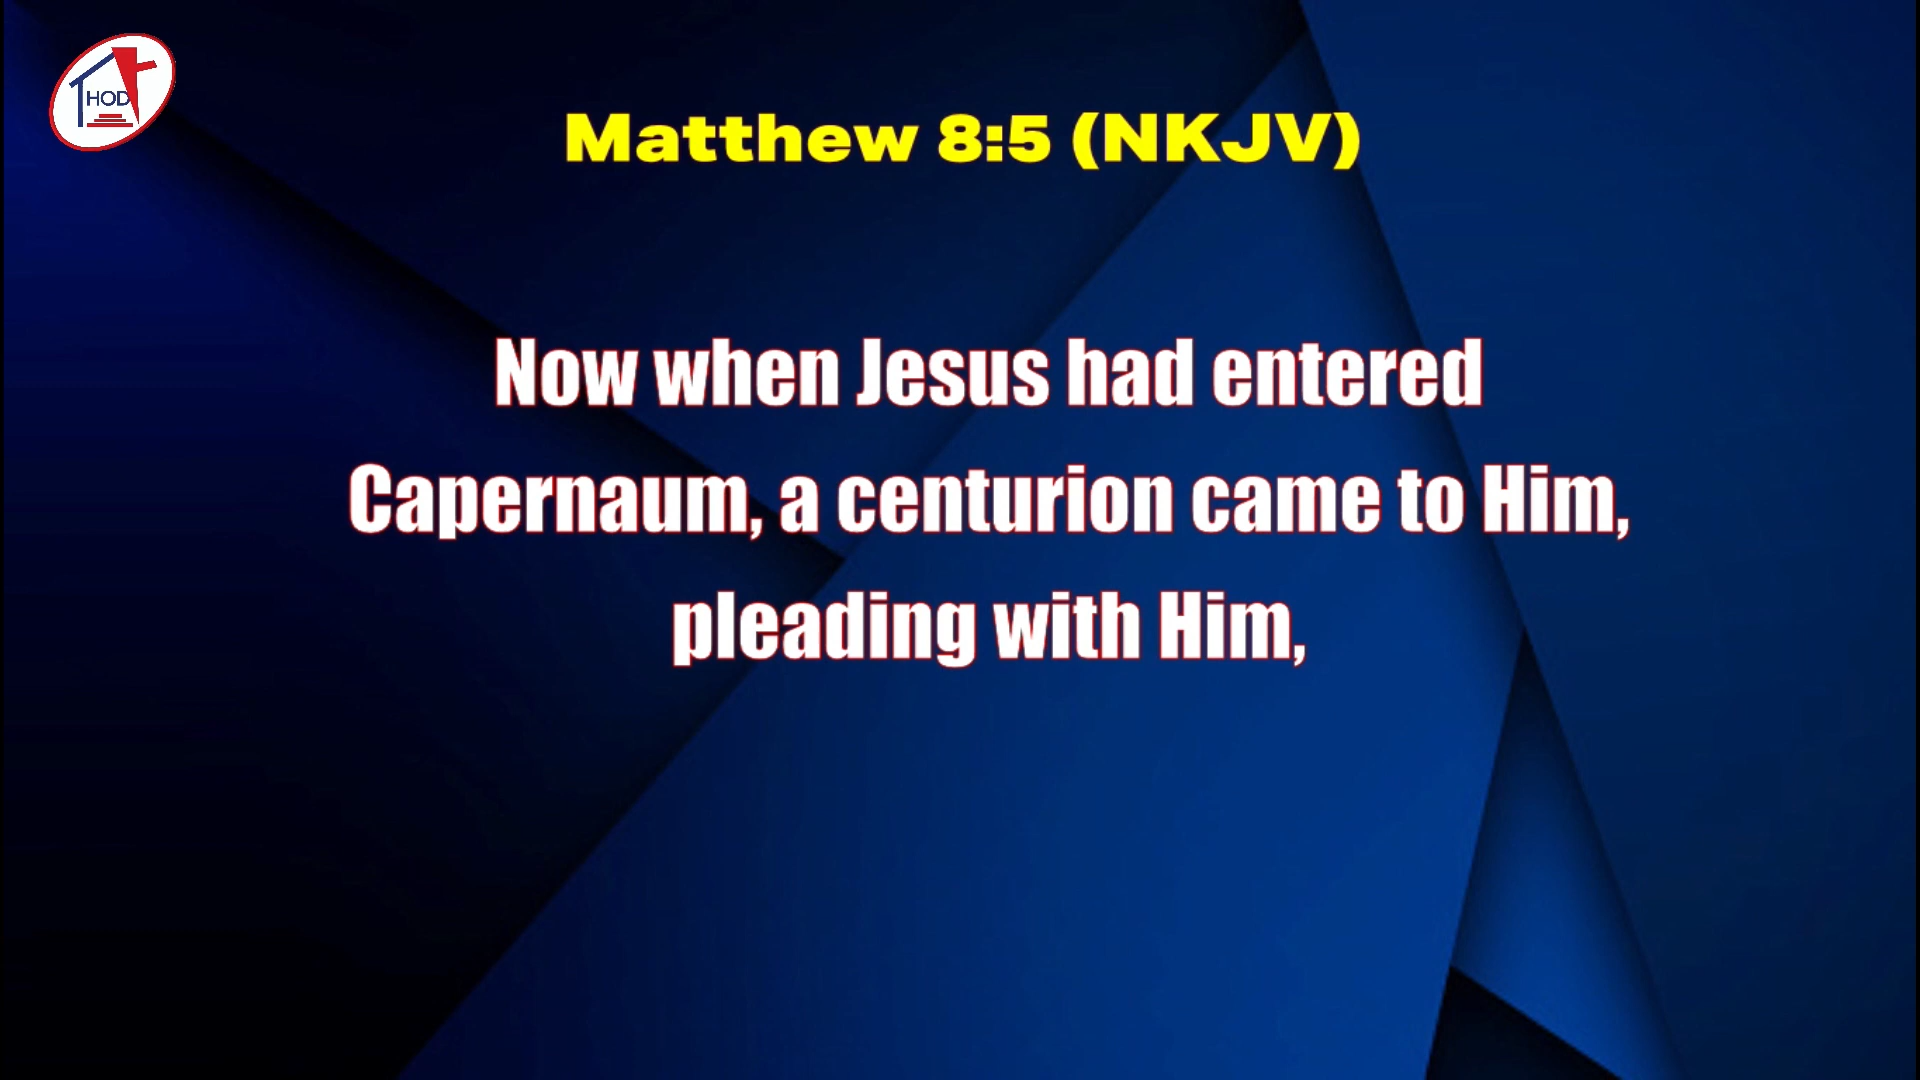 HOD
Matthew 8:5 (NKJV)
Now when Jesus had entered
Capernaum, a centurion came to Him,
pleading with Him,